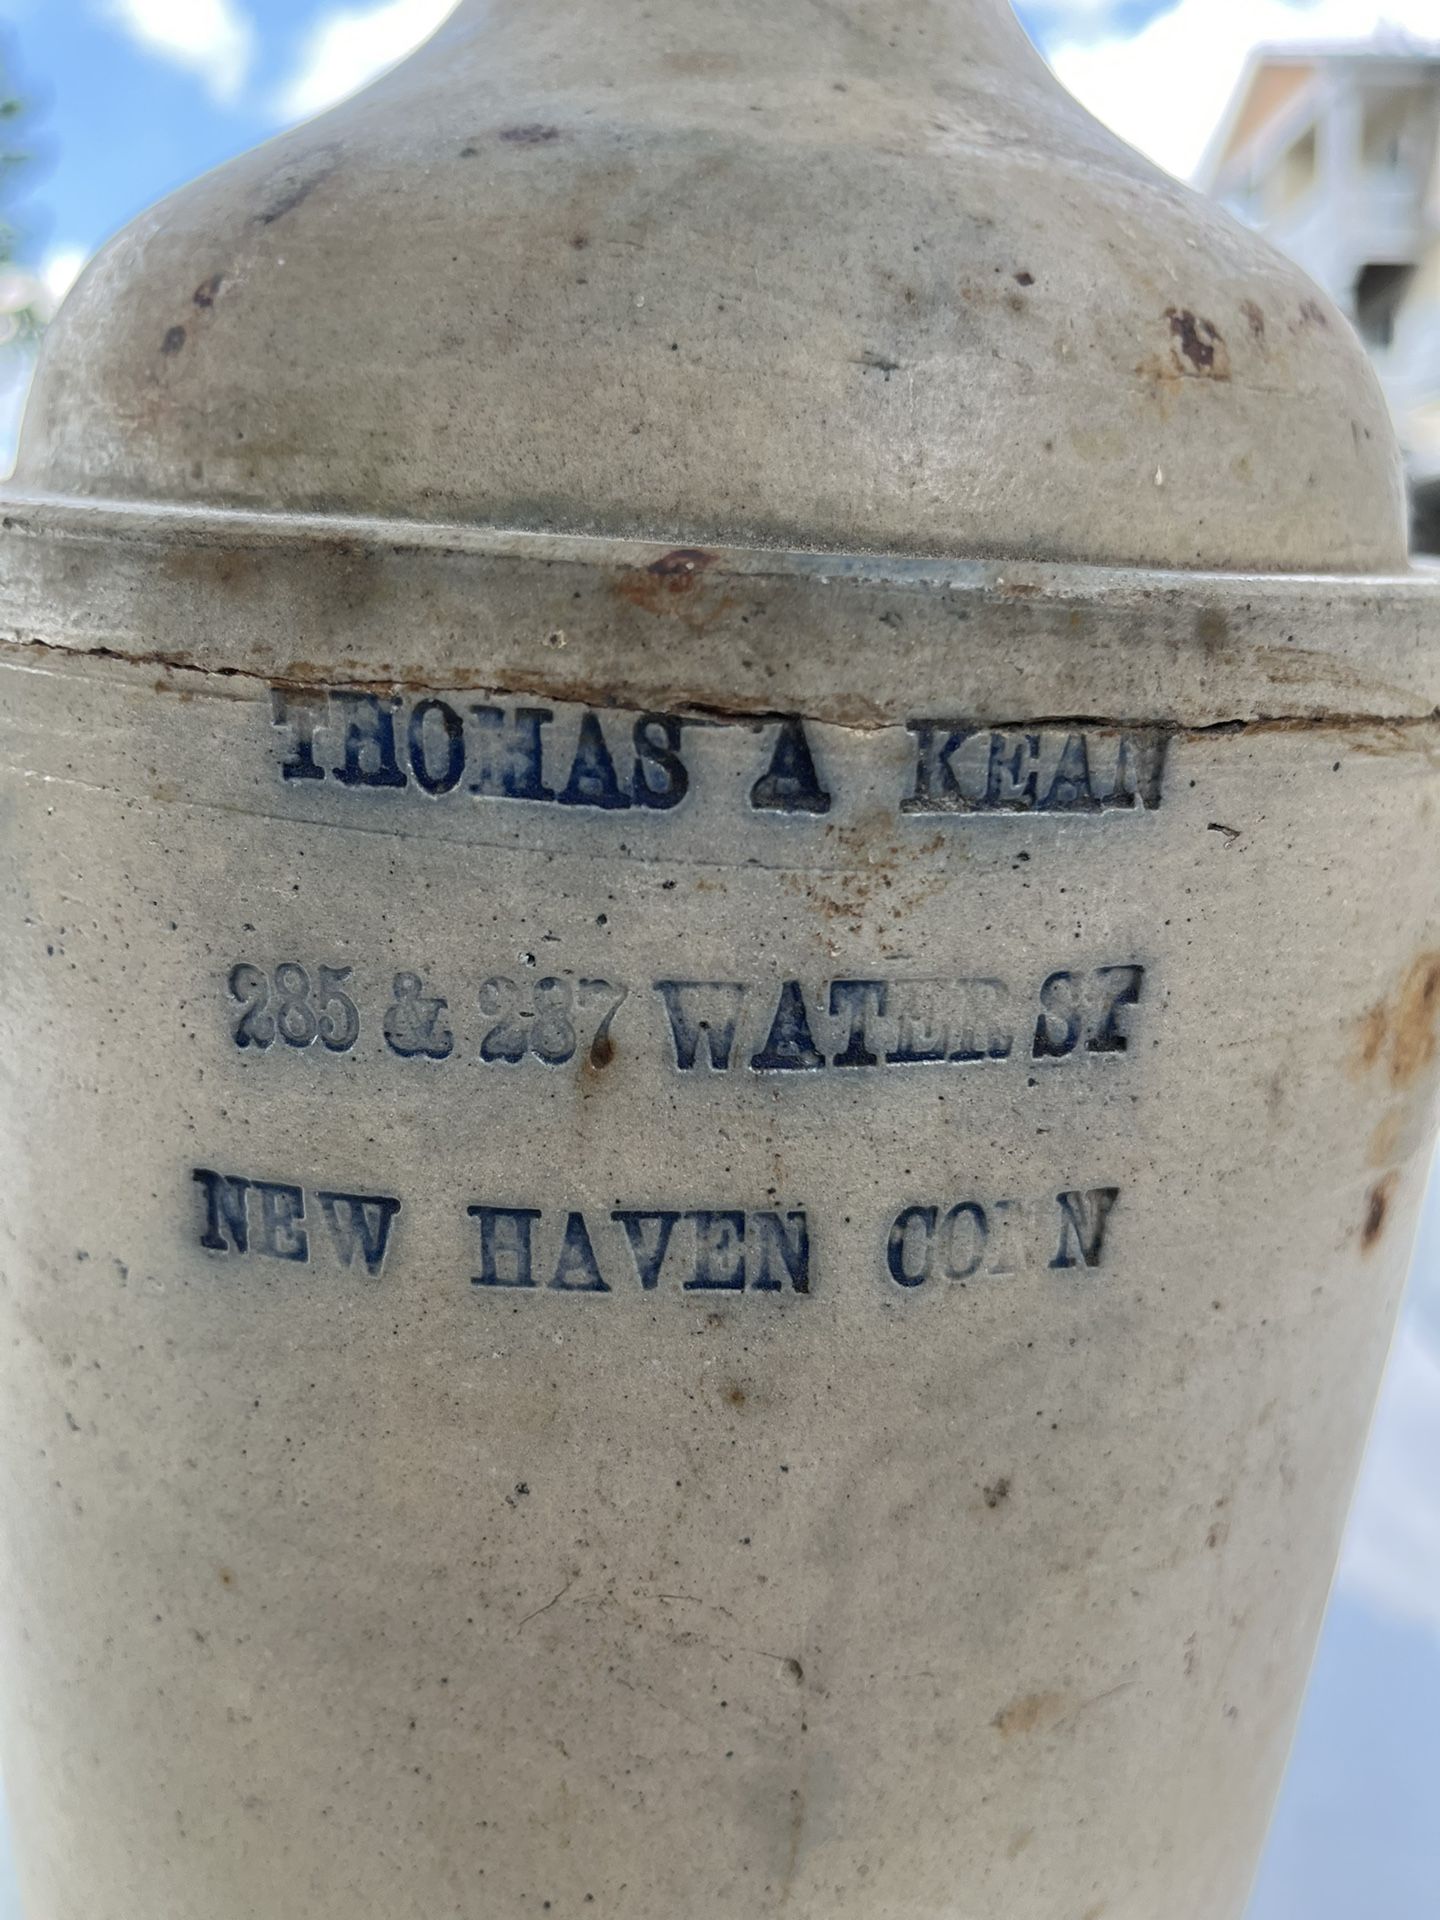 THOMAS A KEAN
285 & 287 WATER ST
NEW HAVEN CONN